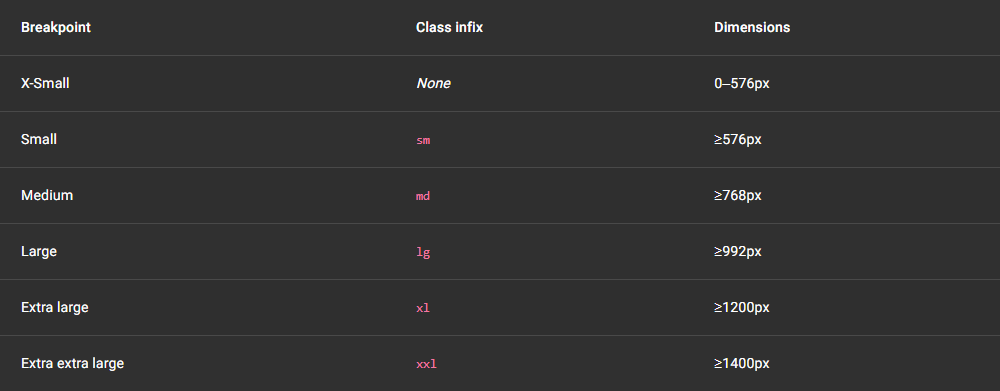 Breakpoint Class infix Dimensions
X-Small None 0–576px
Small sm ≥576px
Medium md ≥768px
Large lg ≥992px
Extra large xl ≥1200px
Extra extra large xxl ≥1400px